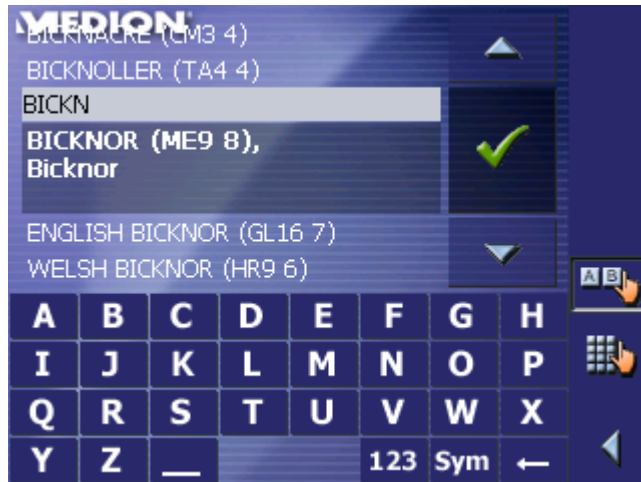 MEDION
BICKNACRE (CM3 4)
BICKNOLLER (TA4 4)
BICKN
BICKNOR (ME9 8),
Bicknor
ENGLISH BICKNOR (GL16 7)
WELSH BICKNOR (HR9 6)
A B
A B C D E F G H
I J K L M N O P
Q R S T U V W X
Y Z __ 123 Sym ←